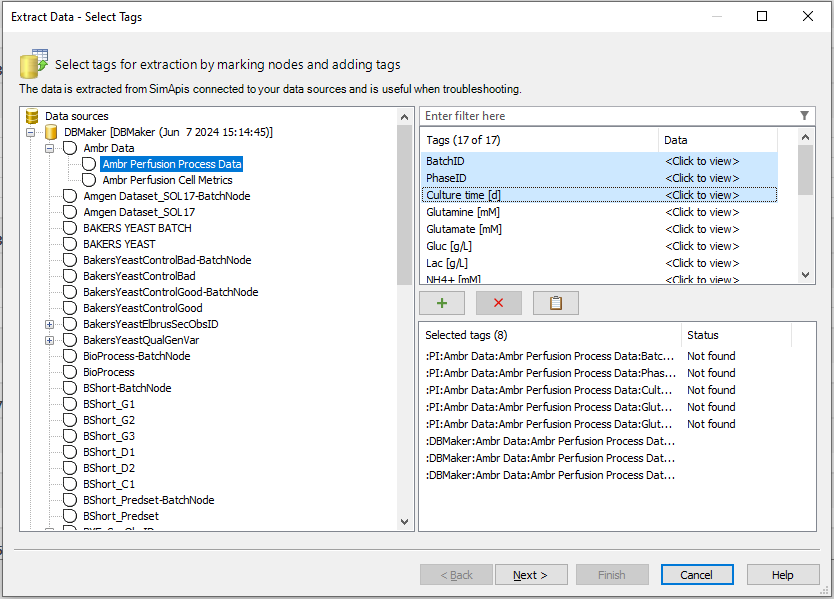 Extract Data - Select Tags
Select tags for extraction by marking nodes and adding tags
The data is extracted from SimApis connected to your data sources and is useful when troubleshooting.
Data sources
DBMaker [DBMaker (Jun 7 2024 15:14:45)]
Ambr Data
Ambr Perfusion Process Data
Ambr Perfusion Cell Metrics
Amgen Dataset_SOL17-BatchNode
Amgen Dataset_SOL17
BAKERS YEAST BATCH
BAKERS YEAST
BakersYeastControlBad-BatchNode
BakersYeastControlBad
BakersYeastControlGood-BatchNode
BakersYeastControlGood
BakersYeastElbrusSecObsID
BakersYeastQualGenVar
BioProcess-BatchNode
BioProcess
BShort-BatchNode
BShort_G1
BShort_G2
BShort_G3
BShort_D1
BShort_D2
BShort_C1
BShort_Predset-BatchNode
BShort_Predset
Enter filter here
Tags (17 of 17) Data
BatchID <Click to view>
PhaseID <Click to view>
Culture time [d] <Click to view>
Glutamine [mM] <Click to view>
Glutamate [mM] <Click to view>
Gluc [g/L] <Click to view>
Lac [g/L] <Click to view>
NH4+ [mM] <Click to view>
Selected tags (8) Status
:PI:Ambr Data:Ambr Perfusion Process Data:Batc... Not found
:PI:Ambr Data:Ambr Perfusion Process Data:Phas... Not found
:PI:Ambr Data:Ambr Perfusion Process Data:Cult... Not found
:PI:Ambr Data:Ambr Perfusion Process Data:Glut... Not found
:PI:Ambr Data:Ambr Perfusion Process Data:Glut... Not found
:DBMaker:Ambr Data:Ambr Perfusion Process Dat...
:DBMaker:Ambr Data:Ambr Perfusion Process Dat...
:DBMaker:Ambr Data:Ambr Perfusion Process Dat...
< Back Next > Finish Cancel Help